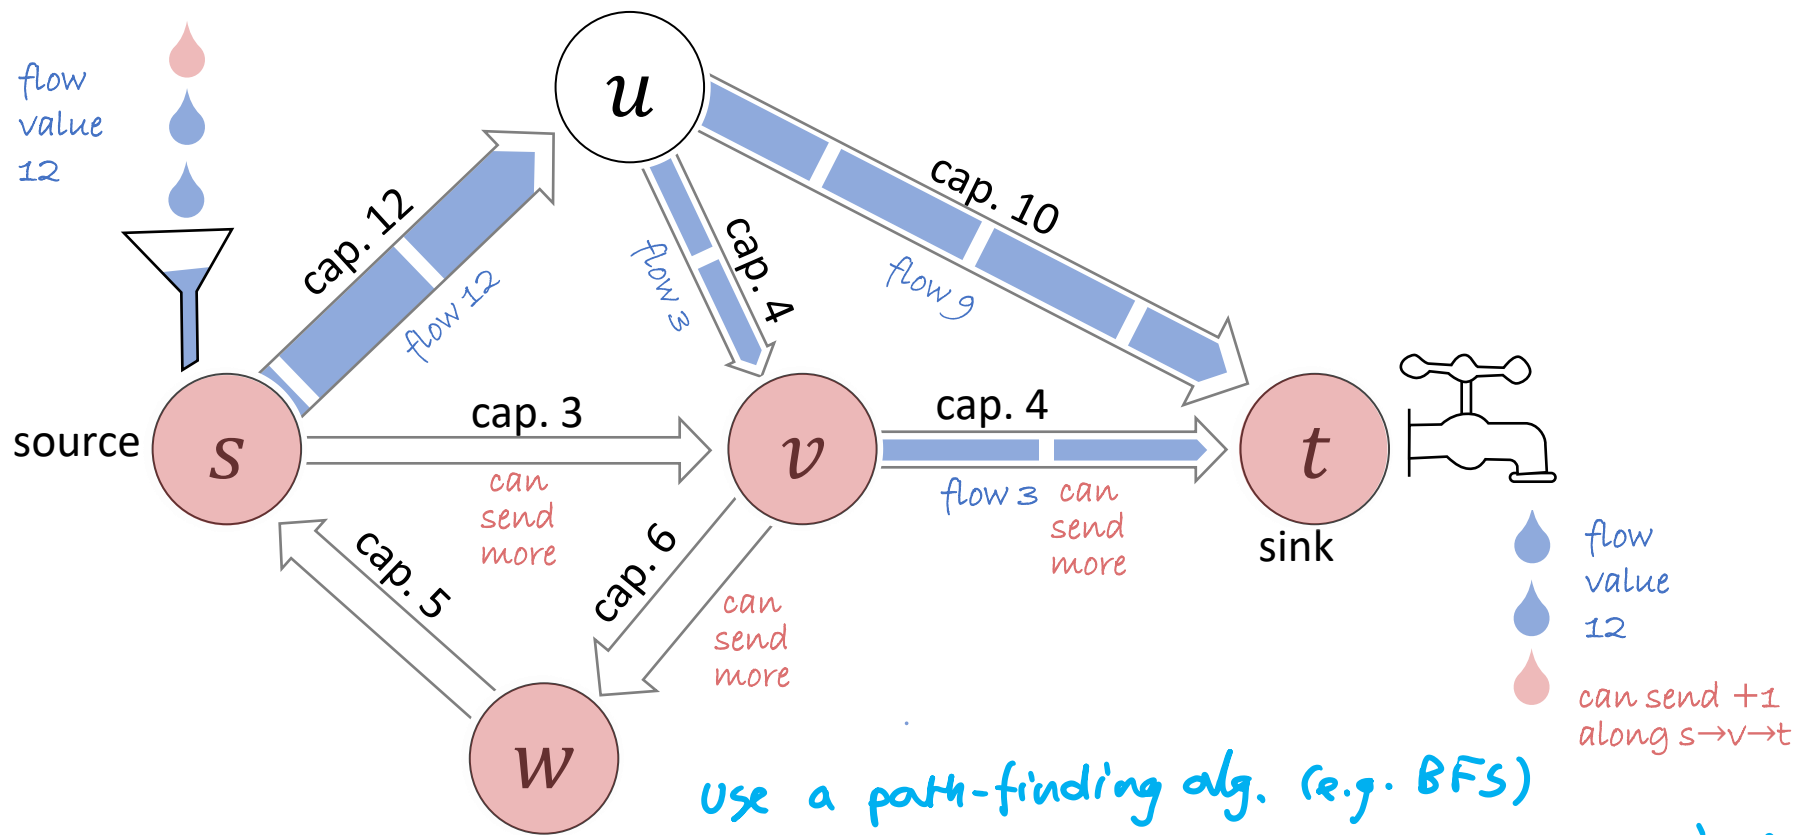 flow
value
12
u
cap. 12
flow 12
cap. 10
flow 9
cap. 4
flow 3
source
s
cap. 3
can
send
more
v
cap. 4
flow 3
can
send
more
t
sink
cap. 5
cap. 6
can
send
more
w
flow
value
12
can send +1
along s→v→t
use a path-finding alg. (e.g. BFS)